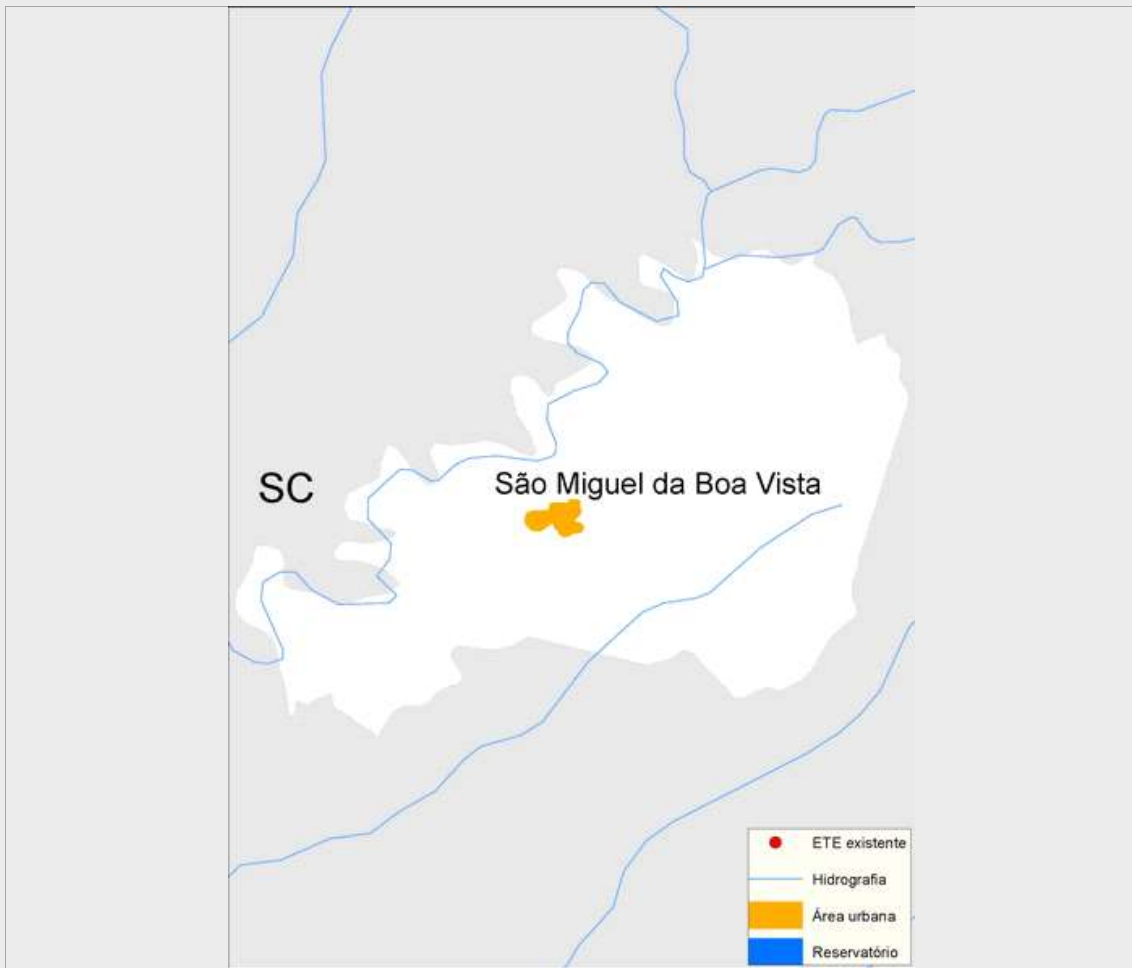 São Miguel da Boa Vista
SC
ETE existente
Hidrografia
Área urbana
Reservatório